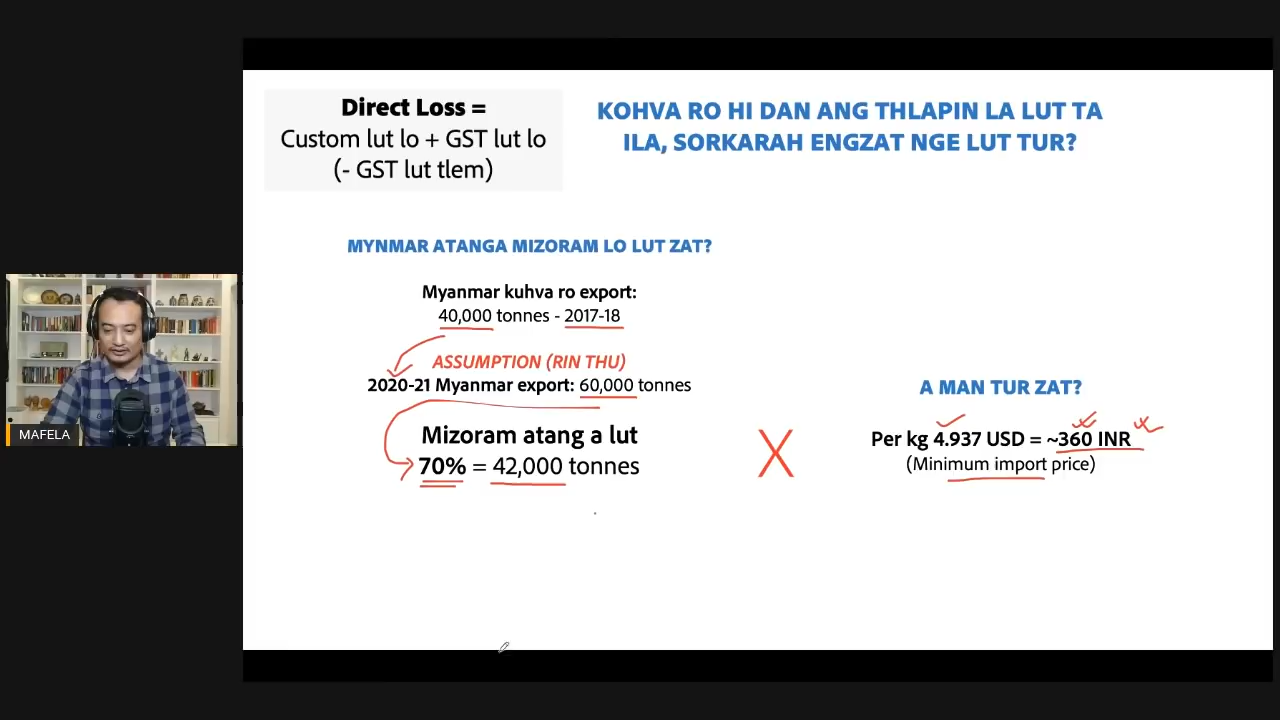 Direct Loss =
Custom lut lo + GST lut lo
(- GST lut tlem)
KOHVA RO HI DAN ANG THLAPIN LA LUT TA
ILA, SORKARAH ENGZAT NGE LUT TUR?
MYNMAR ATANGA MIZORAM LO LUT ZAT?
Myanmar kuhva ro export:
40,000 tonnes - 2017-18
ASSUMPTION (RIN THU)
2020-21 Myanmar export: 60,000 tonnes
Mizoram atang a lut
70% = 42,000 tonnes
X
A MAN TUR ZAT?
Per kg 4.937 USD = ~360 INR
(Minimum import price)
MAFELA